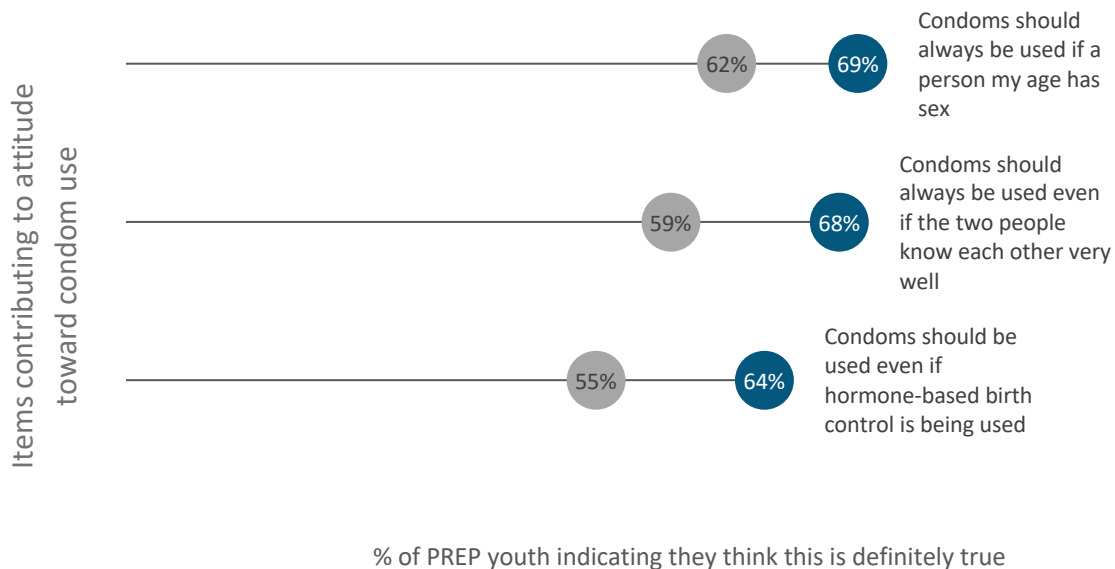 Items contributing to attitude
toward condom use
62%
69%
Condoms should
always be used if a
person my age has
sex
59%
68%
Condoms should
always be used even
if the two people
know each other very
well
55%
64%
Condoms should be
used even if
hormone-based birth
control is being used
% of PREP youth indicating they think this is definitely true